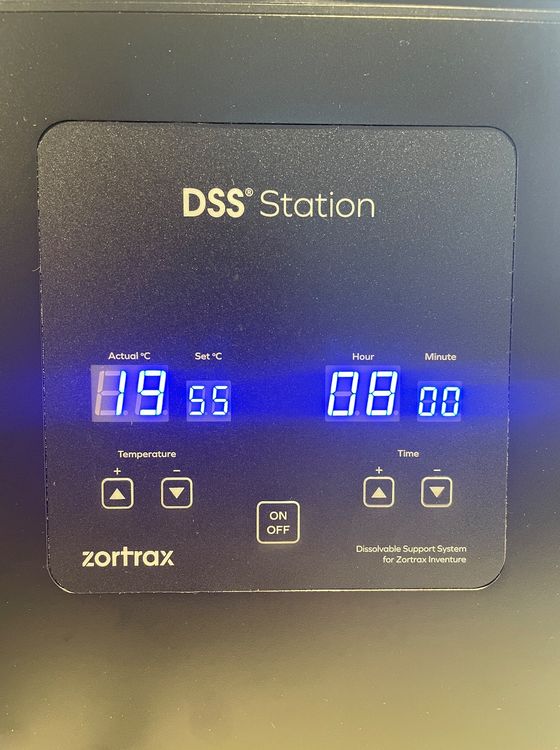 DSS® Station
Actual °C Set °C Hour Minute
19 55 08 00
Temperature Time
+ − + −
ON
OFF
zortrax
Dissolvable Support System
for Zortrax Inventure